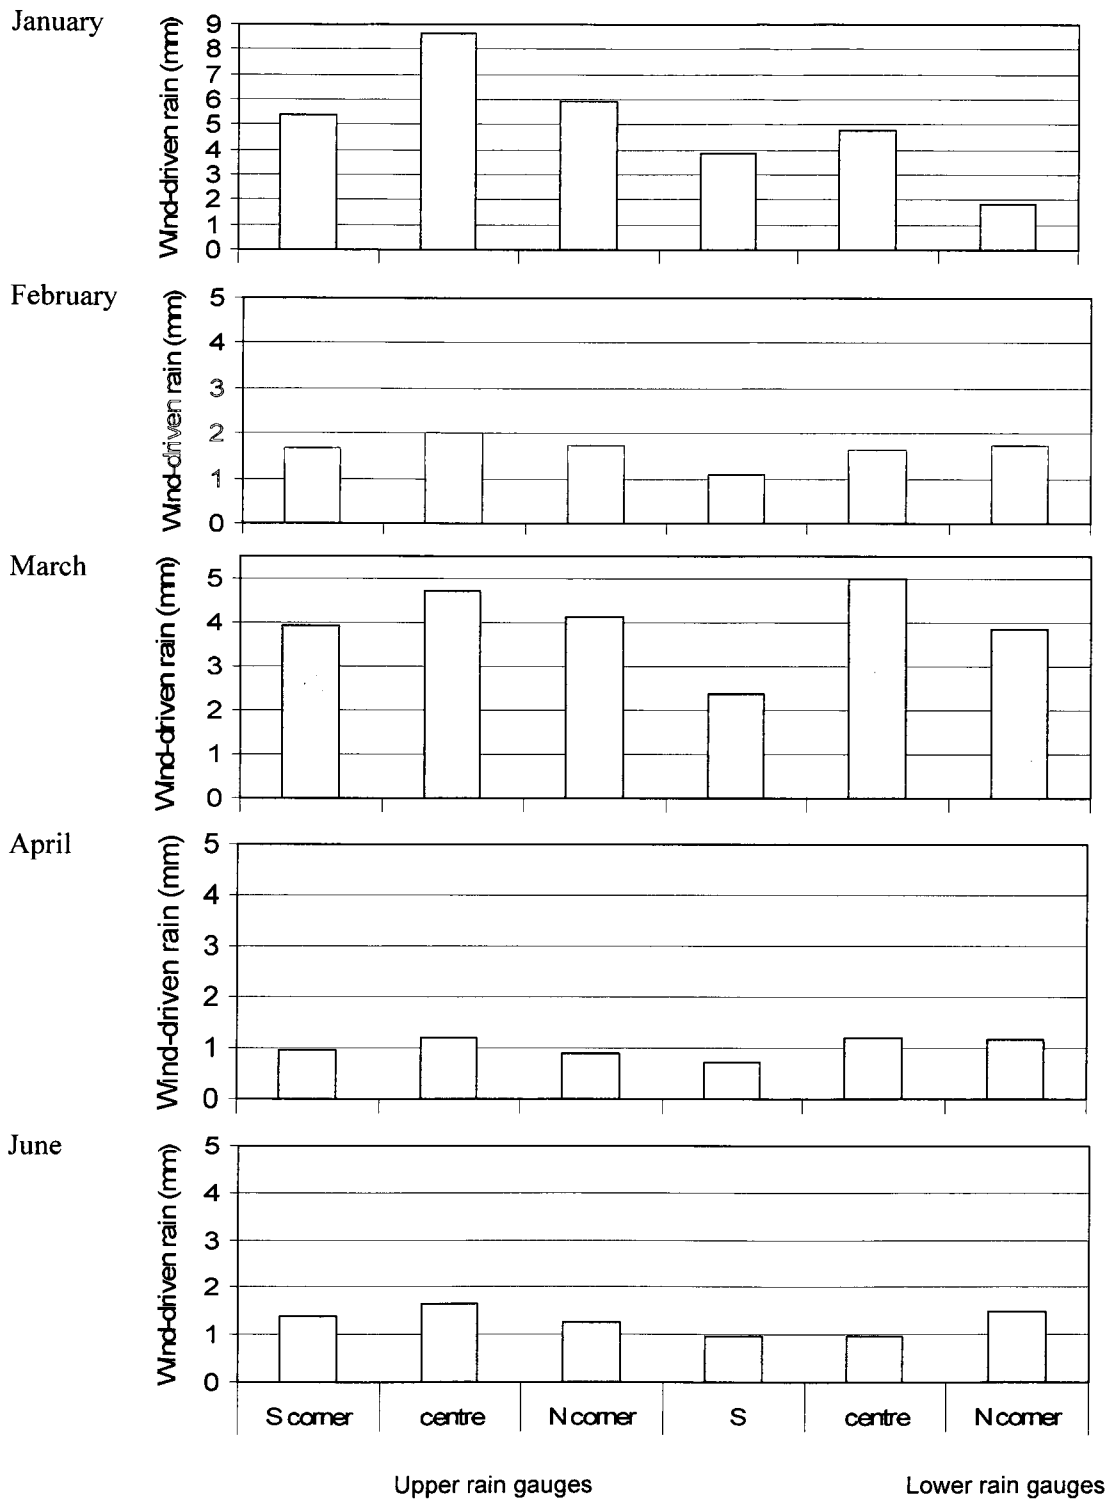 January
Wind-driven rain (mm)
9
8
7
6
5
4
3
2
1
0
February
Wind-driven rain (mm)
5
4
3
2
1
0
March
Wind-driven rain (mm)
5
4
3
2
1
0
April
Wind-driven rain (mm)
5
4
3
2
1
0
June
Wind-driven rain (mm)
5
4
3
2
1
0
S corner centre N corner S centre N corner
Upper rain gauges Lower rain gauges